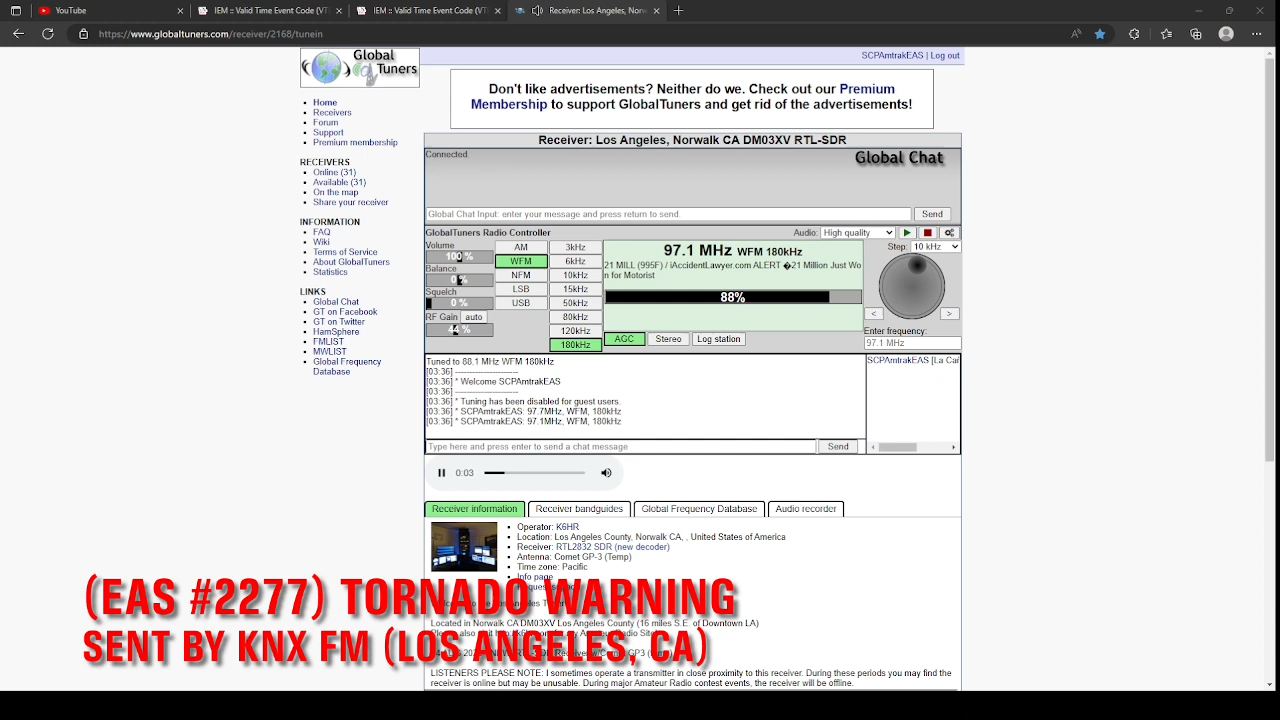 YouTube
IEM :: Valid Time Event Code (VT
IEM :: Valid Time Event Code (VT
Receiver: Los Angeles, Norw
https://www.globaltuners.com/receiver/2168/tunein
Global
Tuners
SCPAmtrakEAS | Log out
Don't like advertisements? Neither do we. Check out our Premium
Membership to support GlobalTuners and get rid of the advertisements!
Home
Receivers
Forum
Support
Premium membership
RECEIVERS
Online (31)
Available (31)
On the map
Share your receiver
INFORMATION
FAQ
Wiki
Terms of Service
About GlobalTuners
Statistics
LINKS
Global Chat
GT on Facebook
GT on Twitter
HamSphere
FMLIST
MWLIST
Global Frequency
Database
Receiver: Los Angeles, Norwalk CA DM03XV RTL-SDR
Connected.
Global Chat
Global Chat Input: enter your message and press return to send.
Send
GlobalTuners Radio Controller
Audio: High quality
Volume
100 %
Balance
0 %
Squelch
0 %
RF Gain auto
44 %
AM
WFM
NFM
LSB
USB
3kHz
6kHz
10kHz
15kHz
50kHz
80kHz
120kHz
180kHz
97.1 MHz WFM 180kHz
21 MILL (995F) / iAccidentLawyer.com ALERT �21 Million Just Wo
n for Motorist
88%
AGC
Stereo
Log station
Step: 10 kHz
<
>
Enter frequency:
97.1 MHz
Tuned to 88.1 MHz WFM 180kHz
[03:36] ----------------------
[03:36] * Welcome SCPAmtrakEAS
[03:36] ----------------------
[03:36] * Tuning has been disabled for guest users.
[03:36] * SCPAmtrakEAS: 97.7MHz, WFM, 180kHz
[03:36] * SCPAmtrakEAS: 97.1MHz, WFM, 180kHz
SCPAmtrakEAS [La Cañ
Type here and press enter to send a chat message
Send
0:03
Receiver information
Receiver bandguides
Global Frequency Database
Audio recorder
Operator: K6HR
Location: Los Angeles County, Norwalk CA, , United States of America
Receiver: RTL2832 SDR (new decoder)
Antenna: Comet GP-3 (Temp)
Time zone: Pacific
Info page
(EAS #2277) TORNADO WARNING
Located in Norwalk CA DM03XV Los Angeles County (16 miles S.E. of Downtown LA)
SENT BY KNX FM (LOS ANGELES, CA)
LISTENERS PLEASE NOTE: I sometimes operate a transmitter in close proximity to this receiver. During these periods you may find the
receiver is online but may be unusable. During major Amateur Radio contest events, the receiver will be offline.